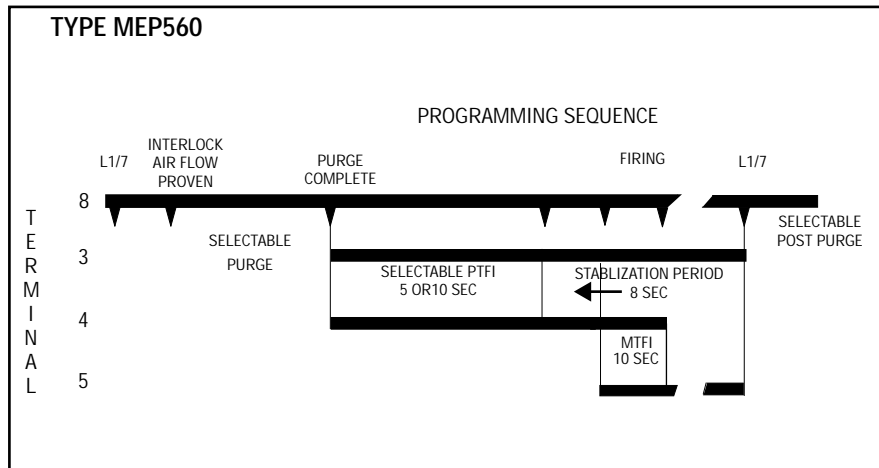 TYPE MEP560
PROGRAMMING SEQUENCE
L1/7
INTERLOCK
AIR FLOW
PROVEN
PURGE
COMPLETE
FIRING
L1/7
8
SELECTABLE
POST PURGE
TERMINAL
SELECTABLE
PURGE
3
SELECTABLE PTFI
5 OR10 SEC
STABLIZATION PERIOD
8 SEC
4
MTFI
10 SEC
5